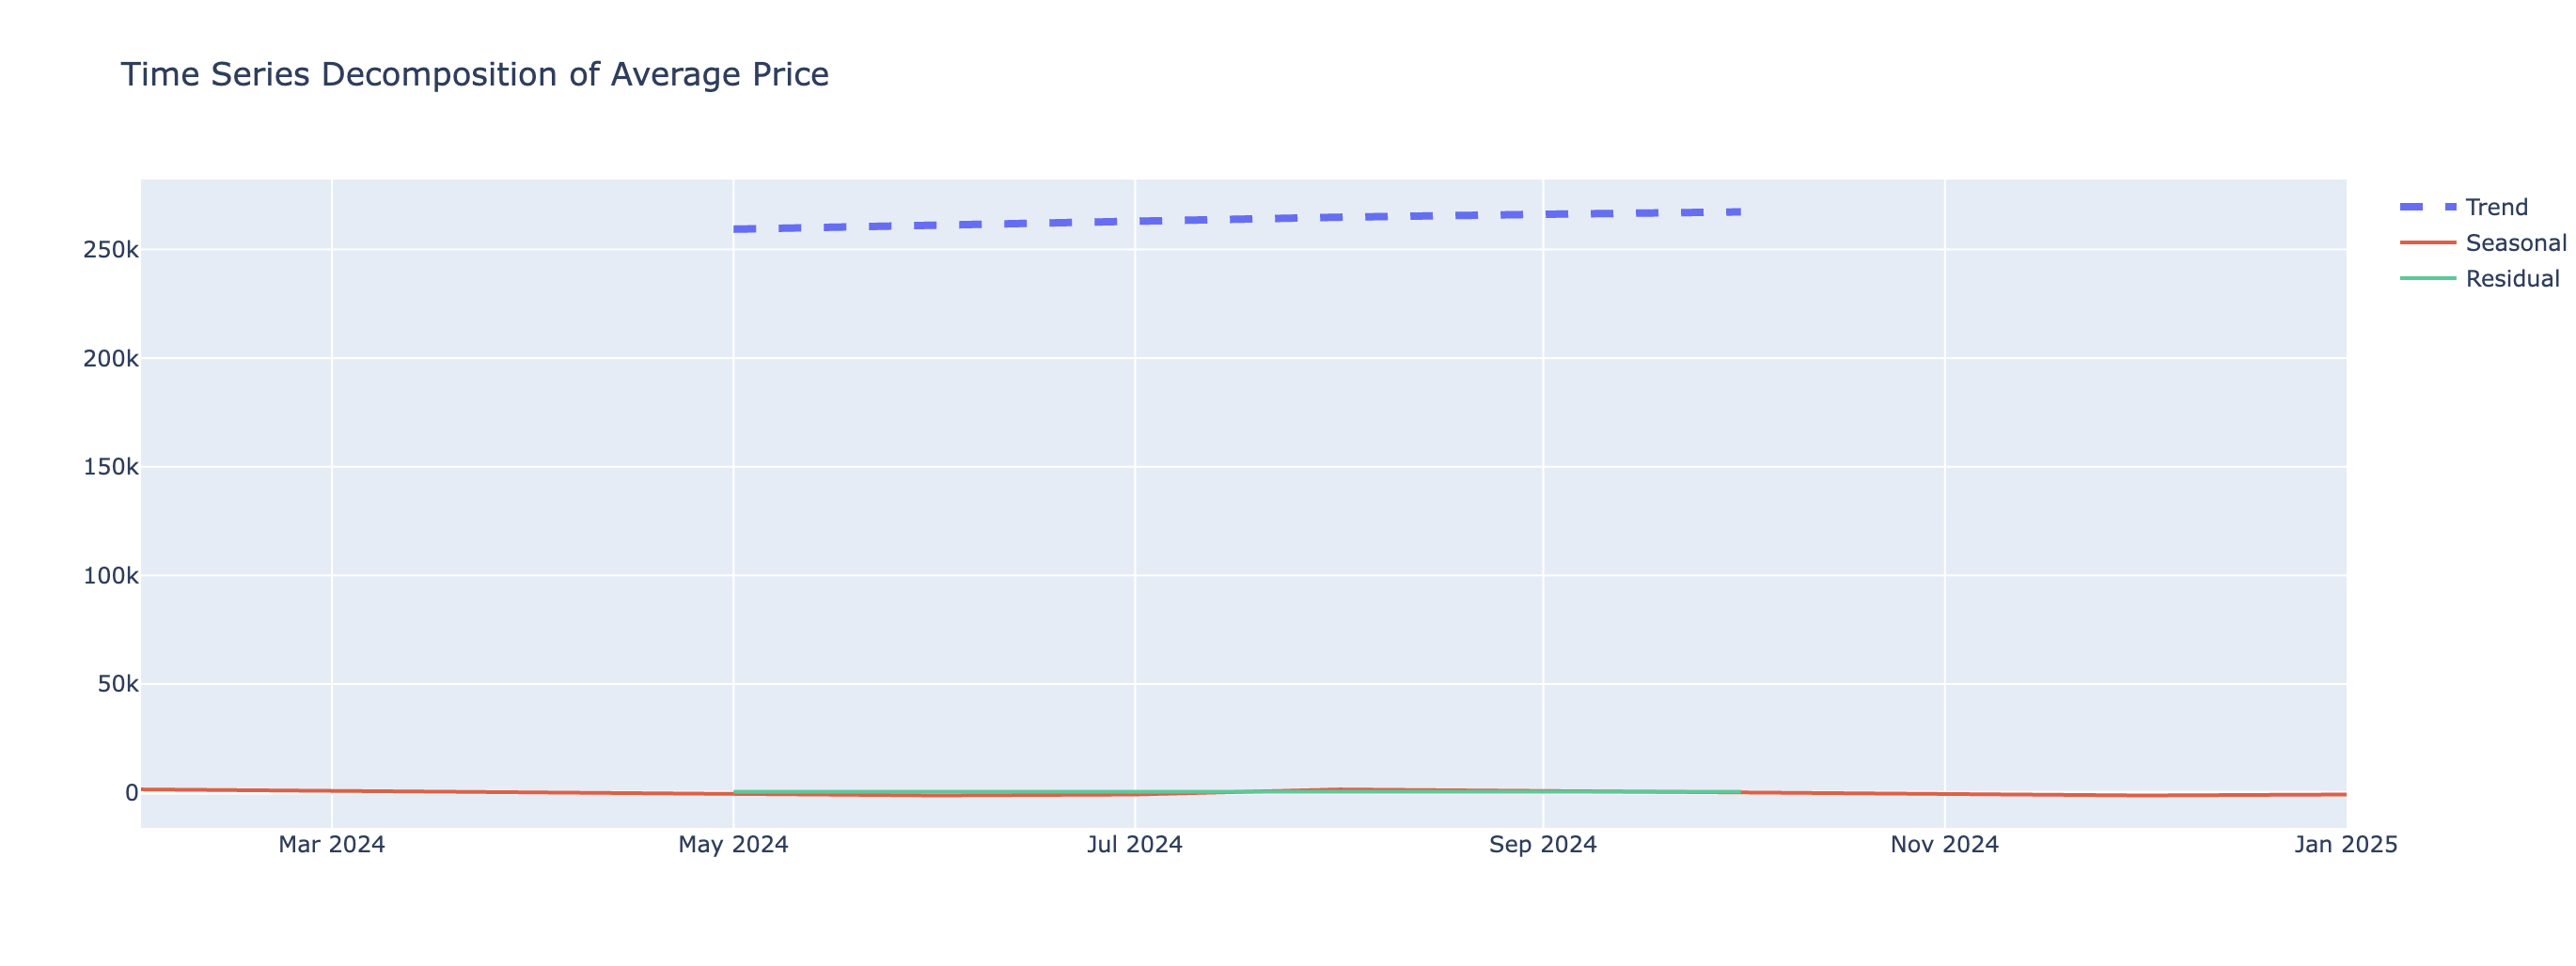 Time Series Decomposition of Average Price
Trend
Seasonal
Residual
250k
200k
150k
100k
50k
0
Mar 2024
May 2024
Jul 2024
Sep 2024
Nov 2024
Jan 2025